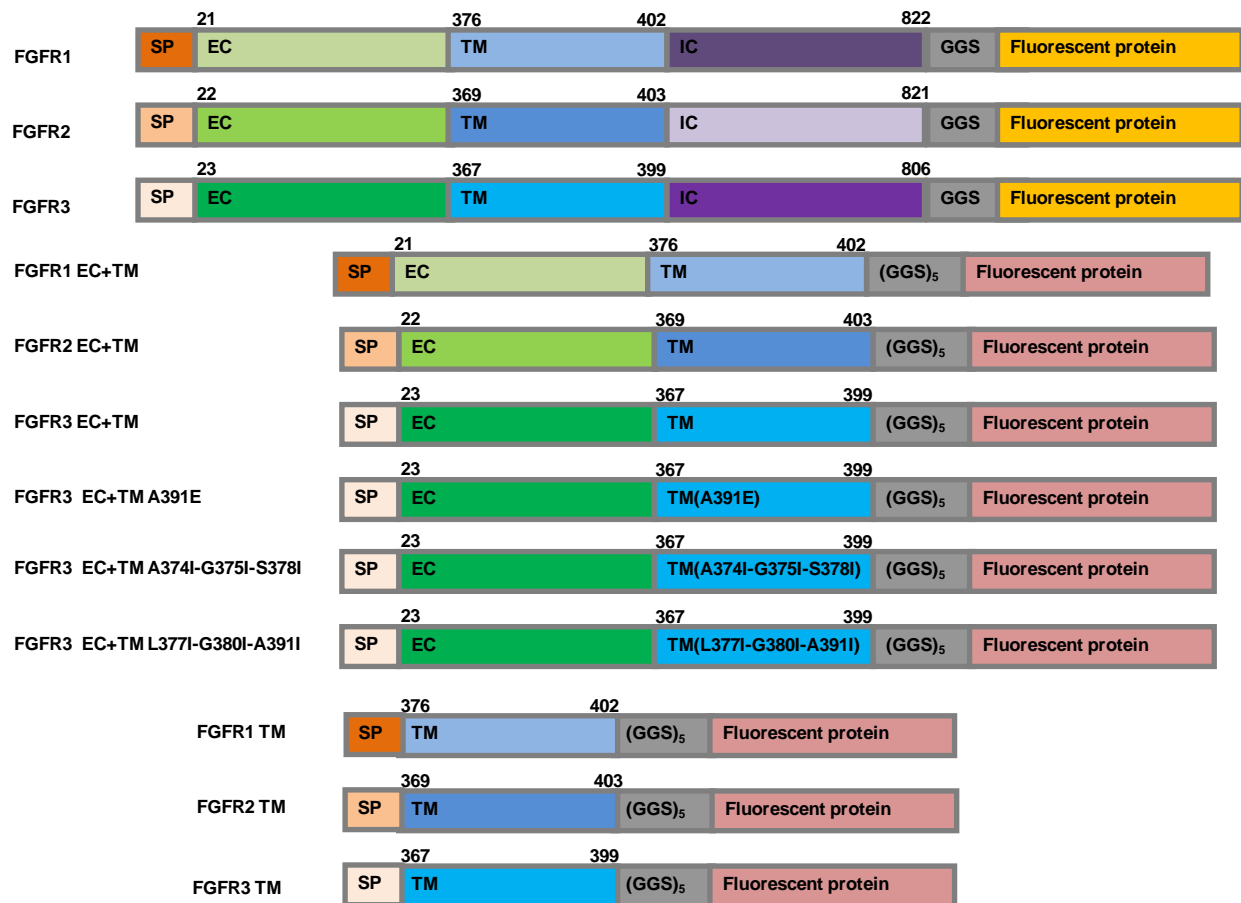 21 376 402 822
FGFR1 SP EC TM IC GGS Fluorescent protein
22 369 403 821
FGFR2 SP EC TM IC GGS Fluorescent protein
23 367 399 806
FGFR3 SP EC TM IC GGS Fluorescent protein
21 376 402
FGFR1 EC+TM SP EC TM (GGS)₅ Fluorescent protein
22 369 403
FGFR2 EC+TM SP EC TM (GGS)₅ Fluorescent protein
23 367 399
FGFR3 EC+TM SP EC TM (GGS)₅ Fluorescent protein
23 367 399
FGFR3 EC+TM A391E SP EC TM(A391E) (GGS)₅ Fluorescent protein
23 367 399
FGFR3 EC+TM A374I-G375I-S378I SP EC TM(A374I-G375I-S378I) (GGS)₅ Fluorescent protein
23 367 399
FGFR3 EC+TM L377I-G380I-A391I SP EC TM(L377I-G380I-A391I) (GGS)₅ Fluorescent protein
376 402
FGFR1 TM SP TM (GGS)₅ Fluorescent protein
369 403
FGFR2 TM SP TM (GGS)₅ Fluorescent protein
367 399
FGFR3 TM SP TM (GGS)₅ Fluorescent protein